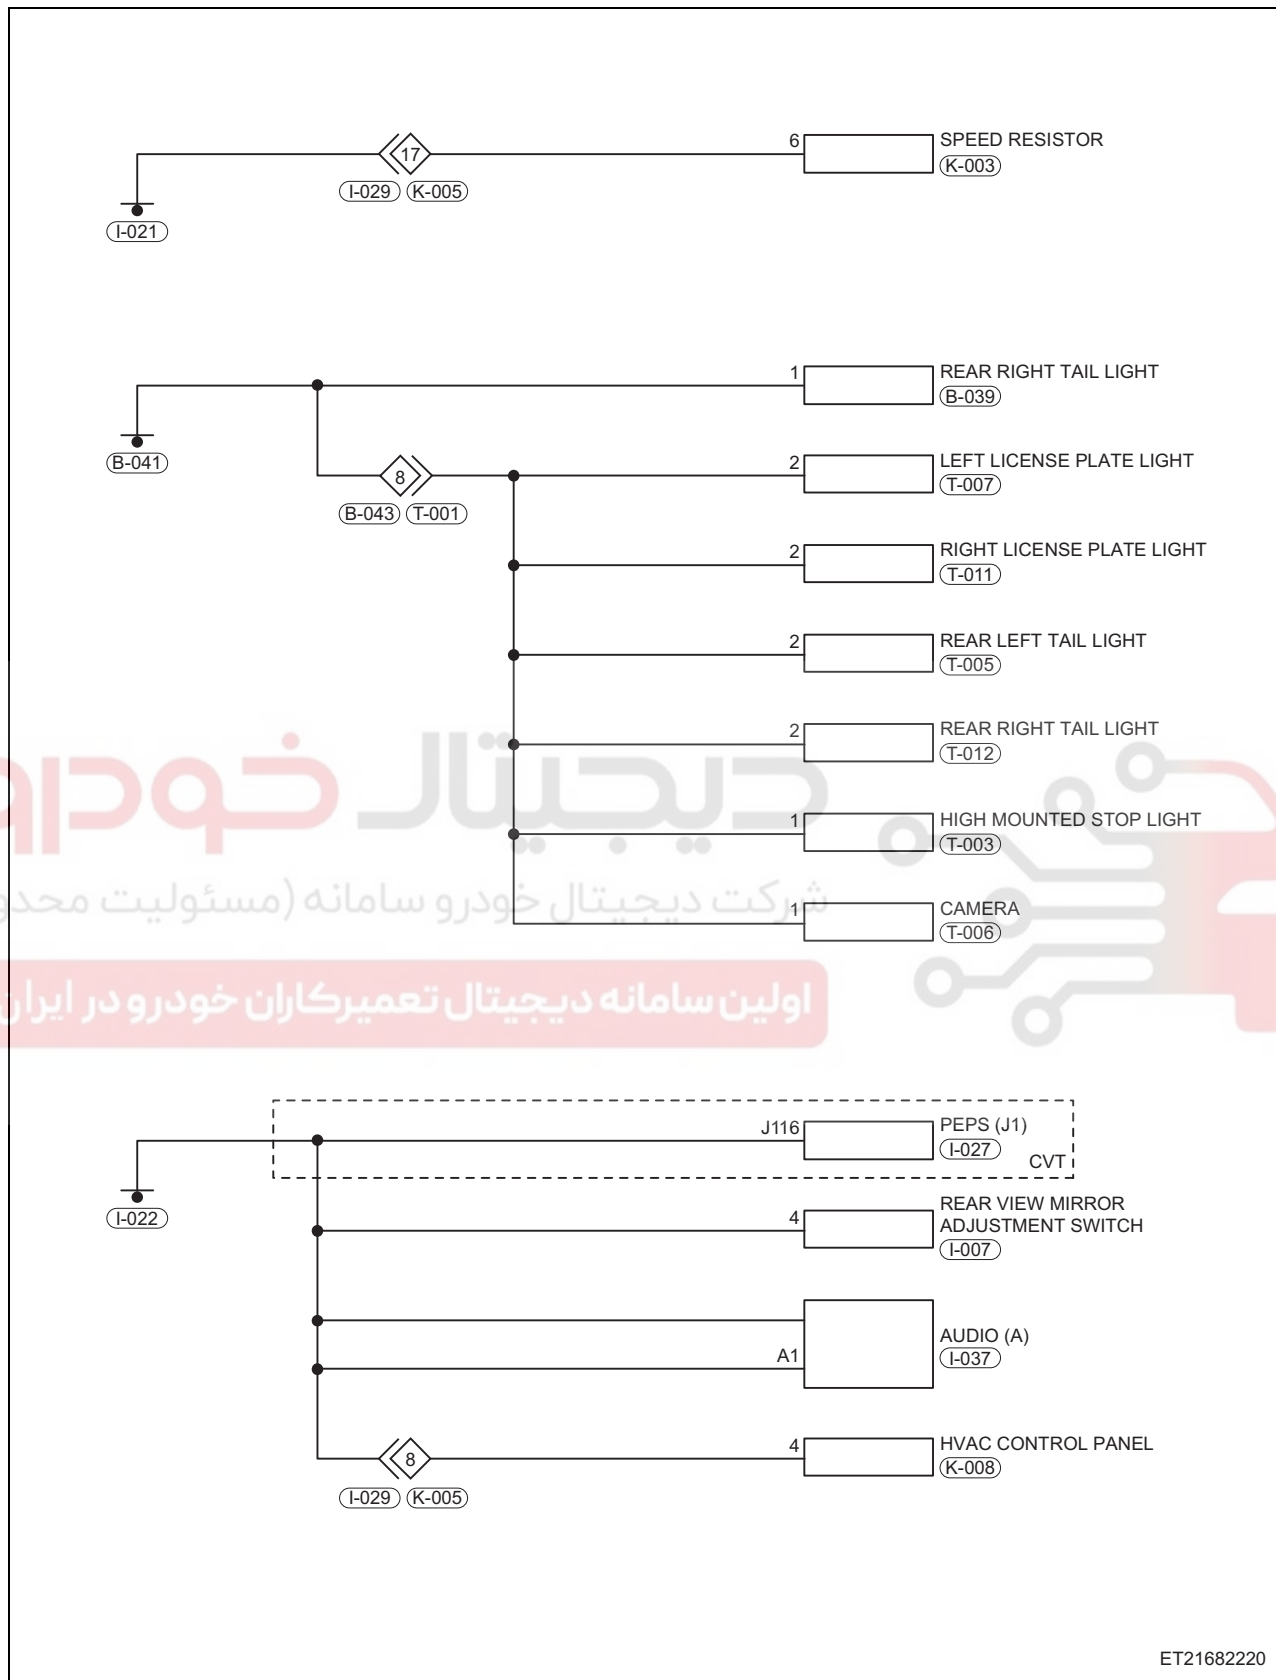 6
SPEED RESISTOR
K-003
17
I-029 K-005
I-021
1
REAR RIGHT TAIL LIGHT
B-039
B-041
8
B-043 T-001
2
LEFT LICENSE PLATE LIGHT
T-007
2
RIGHT LICENSE PLATE LIGHT
T-011
2
REAR LEFT TAIL LIGHT
T-005
2
REAR RIGHT TAIL LIGHT
T-012
دیجیتال خودرو
1
HIGH MOUNTED STOP LIGHT
T-003
شرکت دیجیتال خودرو سامانه (مسئولیت
1
CAMERA
T-006
اولین سامانه دیجیتال تعمیرکاران خودرو در ایران
J116
PEPS (J1)
I-027
CVT
I-022
4
REAR VIEW MIRROR
ADJUSTMENT SWITCH
I-007
A1
AUDIO (A)
I-037
8
I-029 K-005
4
HVAC CONTROL PANEL
K-008
ET21682220